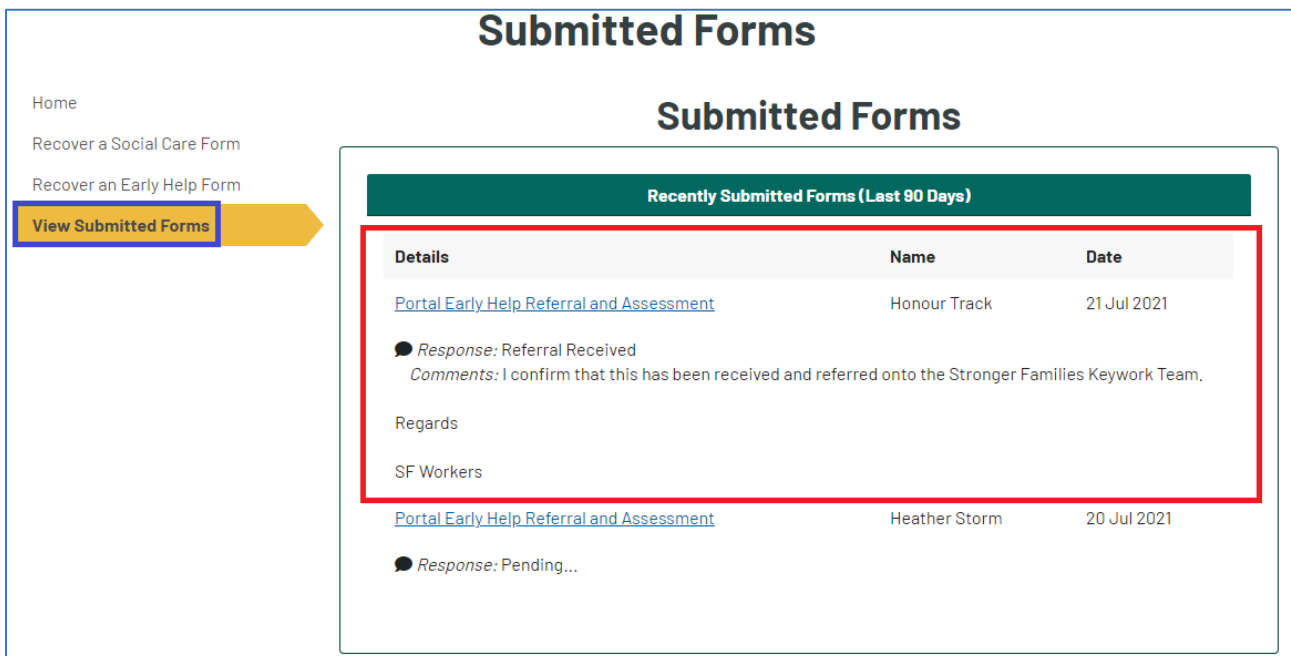 Submitted Forms
Home
Recover a Social Care Form
Recover an Early Help Form
View Submitted Forms
Submitted Forms
Recently Submitted Forms (Last 90 Days)
Details Name Date
Portal Early Help Referral and Assessment Honour Track 21 Jul 2021
Response: Referral Received
Comments: I confirm that this has been received and referred onto the Stronger Families Keywork Team.
Regards
SF Workers
Portal Early Help Referral and Assessment Heather Storm 20 Jul 2021
Response: Pending...